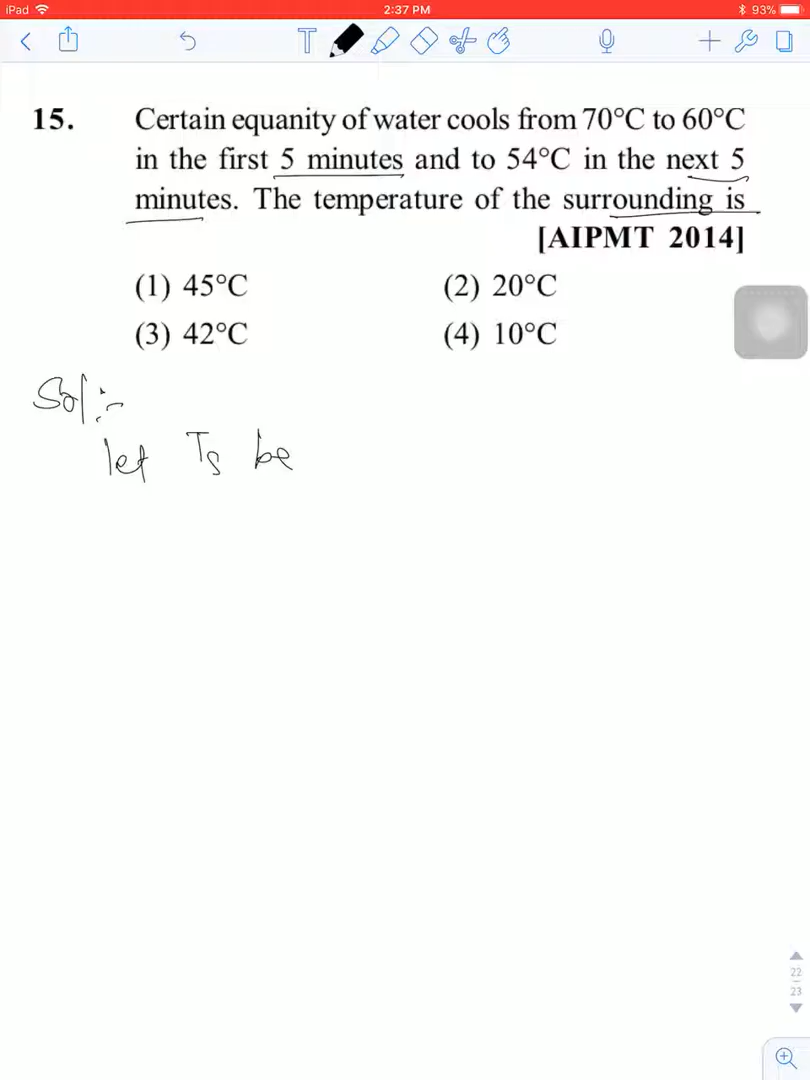 iPad 2:37 PM 93%
T
15. Certain equanity of water cools from 70°C to 60°C
in the first 5 minutes and to 54°C in the next 5
minutes. The temperature of the surrounding is
[AIPMT 2014]
(1) 45°C (2) 20°C
(3) 42°C (4) 10°C
Sol:-
let Ts be
22
23